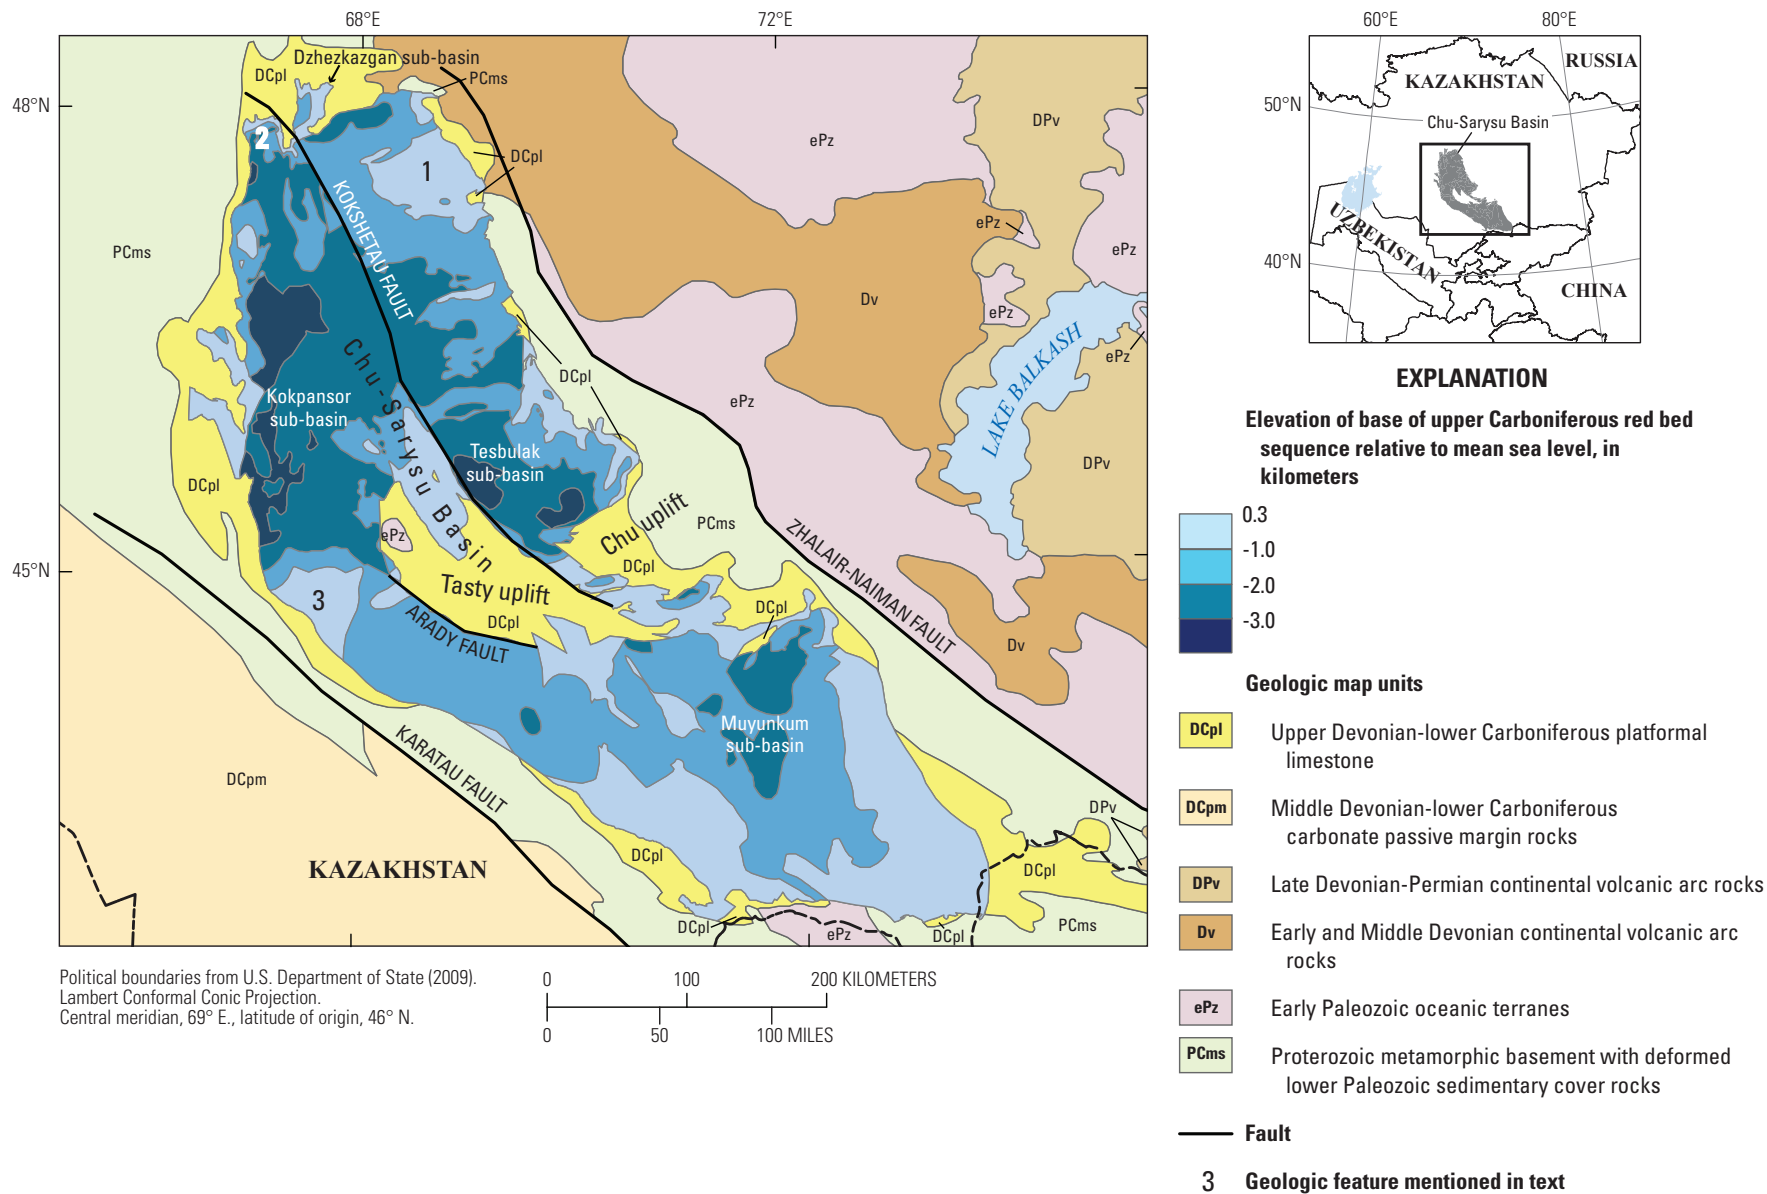 68°E
72°E
48°N
45°N
Dzhezkazgan sub-basin
DCpl
PCms
2
1
DCpl
KOKSHETAU FAULT
PCms
ePz
DPv
ePz
ePz
Dv
ePz
ePz
LAKE BALKASH
DCpl
Chu-Sarysu Basin
Kokpansor
sub-basin
ePz
Tesbulak
sub-basin
DPv
DCpl
Chu uplift
PCms
ePz
DCpl
ZHALAIR-NAIMAN FAULT
Tasty uplift
3
DCpl
DCpl
ARADY FAULT
Dv
Muyunkum
sub-basin
KARATAU FAULT
DCpm
DPv
KAZAKHSTAN
DCpl
DCpl
DCpl
ePz
DCpl
PCms
Political boundaries from U.S. Department of State (2009).
Lambert Conformal Conic Projection.
Central meridian, 69° E., latitude of origin, 46° N.
0 100 200 KILOMETERS
0 50 100 MILES
60°E
80°E
50°N
40°N
RUSSIA
KAZAKHSTAN
Chu-Sarysu Basin
UZBEKISTAN
CHINA
EXPLANATION
Elevation of base of upper Carboniferous red bed
sequence relative to mean sea level, in
kilometers
0.3
-1.0
-2.0
-3.0
Geologic map units
DCpl Upper Devonian-lower Carboniferous platformal
limestone
DCpm Middle Devonian-lower Carboniferous
carbonate passive margin rocks
DPv Late Devonian-Permian continental volcanic arc rocks
Dv Early and Middle Devonian continental volcanic arc
rocks
ePz Early Paleozoic oceanic terranes
PCms Proterozoic metamorphic basement with deformed
lower Paleozoic sedimentary cover rocks
Fault
3 Geologic feature mentioned in text